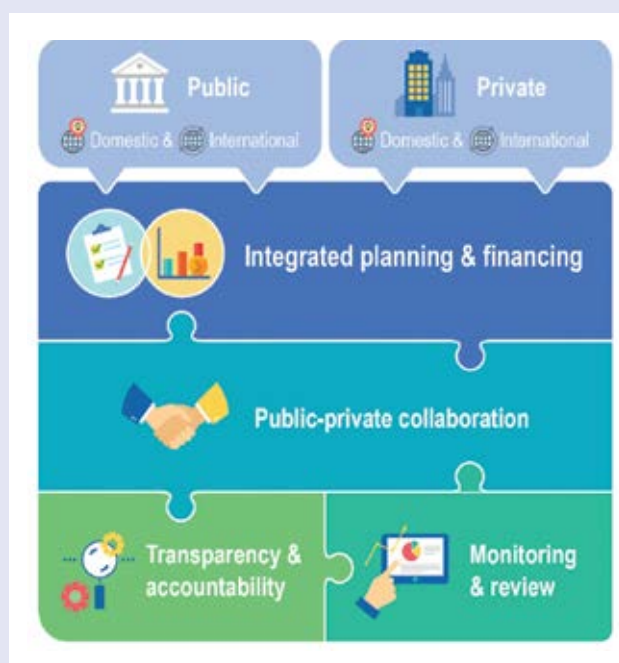 Public
Domestic & International
Private
Domestic & International
Integrated planning & financing
Public-private collaboration
Transparency &
accountability
Monitoring
& review